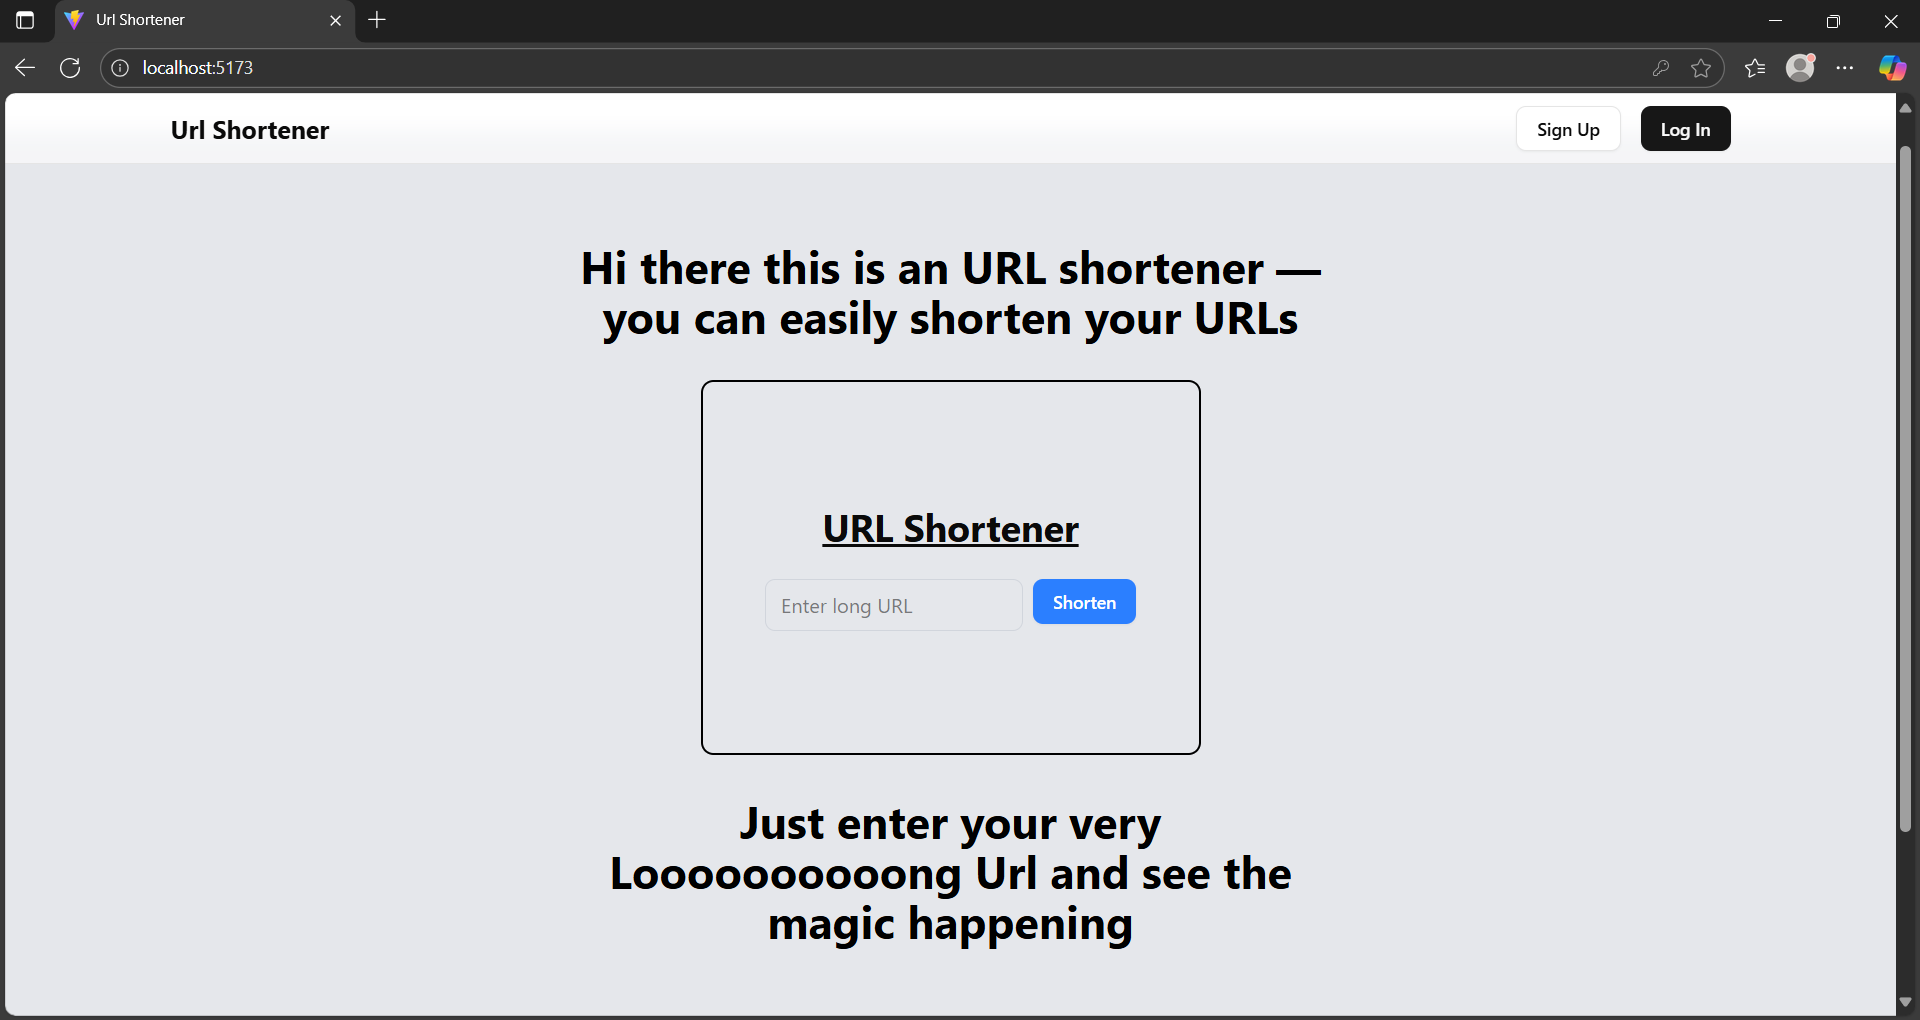 Url Shortener
localhost:5173
Url Shortener
Sign Up
Log In
Hi there this is an URL shortener —
you can easily shorten your URLs
URL Shortener
Enter long URL
Shorten
Just enter your very
Loooooooooong Url and see the
magic happening